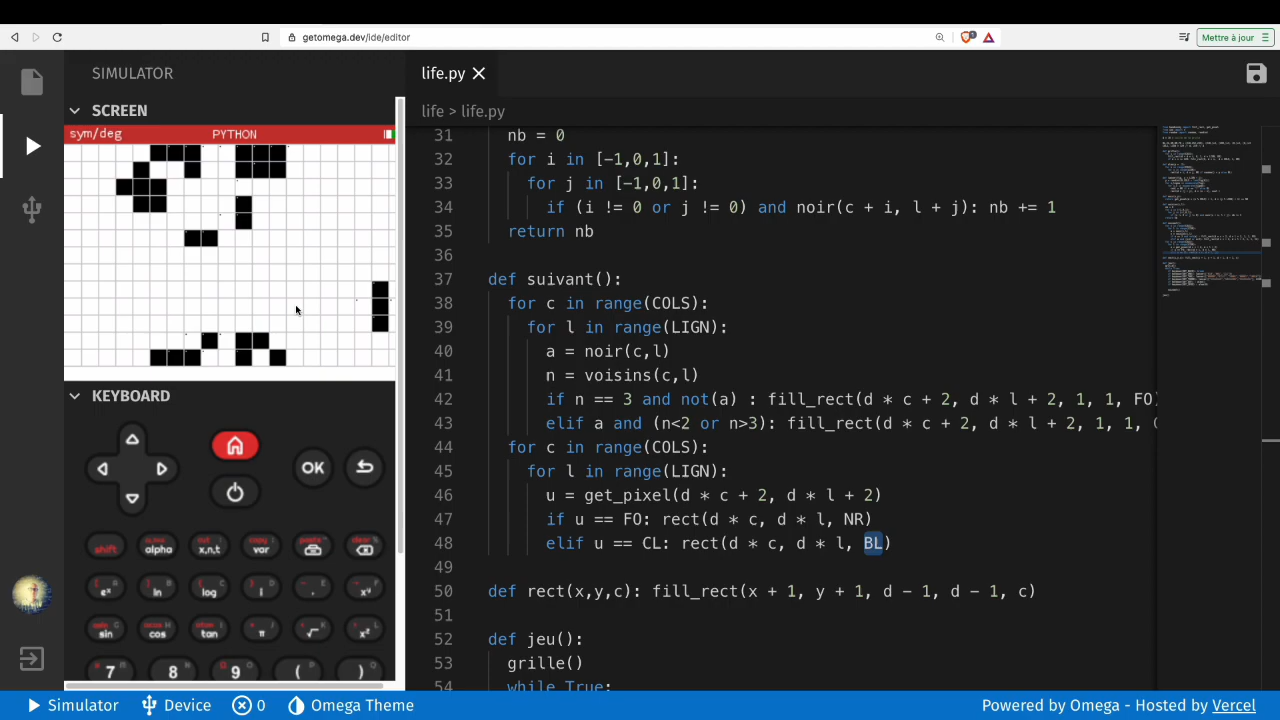 getomega.dev/ide/editor
Mettre à jour
SIMULATOR
life.py
SCREEN
life > life.py
sym/deg PYTHON
31 nb = 0
32 for i in [-1,0,1]:
33 for j in [-1,0,1]:
34 if (i != 0 or j != 0) and noir(c + i, l + j): nb += 1
35 return nb
36
37 def suivant():
38 for c in range(COLS):
39 for l in range(LIGN):
40 a = noir(c,l)
41 n = voisins(c,l)
42 if n == 3 and not(a) : fill_rect(d * c + 2, d * l + 2, 1, 1, FO)
43 elif a and (n<2 or n>3): fill_rect(d * c + 2, d * l + 2, 1, 1,
44 for c in range(COLS):
45 for l in range(LIGN):
46 u = get_pixel(d * c + 2, d * l + 2)
47 if u == FO: rect(d * c, d * l, NR)
48 elif u == CL: rect(d * c, d * l, BL)
49
50 def rect(x,y,c): fill_rect(x + 1, y + 1, d - 1, d - 1, c)
51
52 def jeu():
53 grille()
54 while True:
KEYBOARD
OK
shift alpha x,n,t var
ln log i , 
sin cos tan π √ x²
7 8 9 ( )
Simulator Device 0 Omega Theme
Powered by Omega - Hosted by Vercel